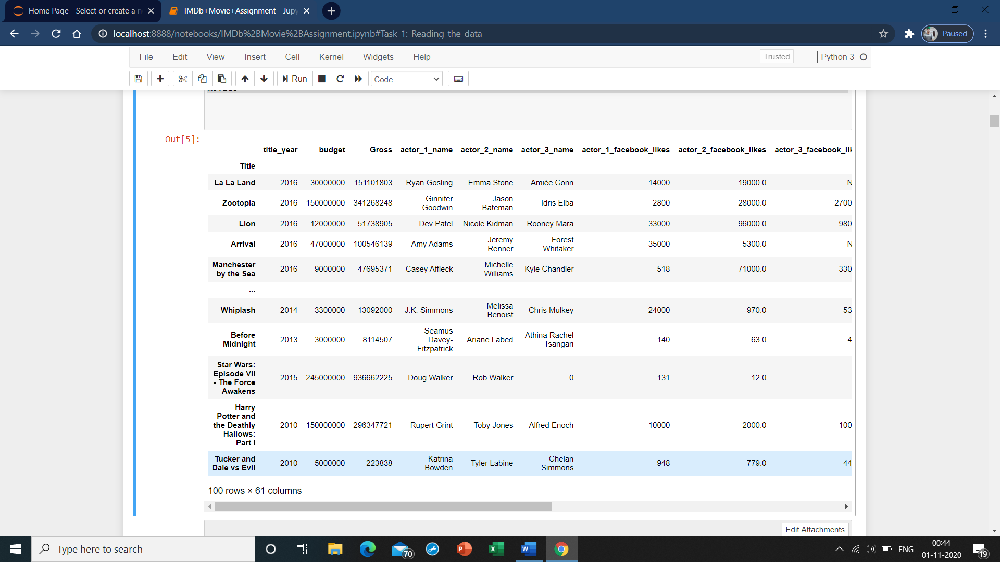 Home Page - Select or create a n
IMDb+Movie+Assignment - Jupy
localhost:8888/notebooks/IMDb%2BMovie%2BAssignment.ipynb#Task-1:-Reading-the-data
Paused
File Edit View Insert Cell Kernel Widgets Help
Trusted
Python 3
Run
Code
Out[5]:
title_year budget Gross actor_1_name actor_2_name actor_3_name actor_1_facebook_likes actor_2_facebook_likes actor_3_facebook_lik
Title
La La Land 2016 30000000 151101803 Ryan Gosling Emma Stone Amiée Conn 14000 19000.0 N
Zootopia 2016 150000000 341268248 Ginnifer Goodwin Jason Bateman Idris Elba 2800 28000.0 2700
Lion 2016 12000000 51738905 Dev Patel Nicole Kidman Rooney Mara 33000 96000.0 980
Arrival 2016 47000000 100546139 Amy Adams Jeremy Renner Forest Whitaker 35000 5300.0 N
Manchester by the Sea 2016 9000000 47695371 Casey Affleck Michelle Williams Kyle Chandler 518 71000.0 330
... ... ... ... ... ... ... ... ...
Whiplash 2014 3300000 13092000 J.K. Simmons Melissa Benoist Chris Mulkey 24000 970.0 53
Before Midnight 2013 3000000 8114507 Seamus Davey-Fitzpatrick Ariane Labed Athina Rachel Tsangari 140 63.0 4
Star Wars: Episode VII - The Force Awakens 2015 245000000 936662225 Doug Walker Rob Walker 0 131 12.0
Harry Potter and the Deathly Hallows: Part I 2010 150000000 296347721 Rupert Grint Toby Jones Alfred Enoch 10000 2000.0 100
Tucker and Dale vs Evil 2010 5000000 223838 Katrina Bowden Tyler Labine Chelan Simmons 948 779.0 44
100 rows × 61 columns
Edit Attachments
Type here to search
70
ENG
00:44
01-11-2020
19